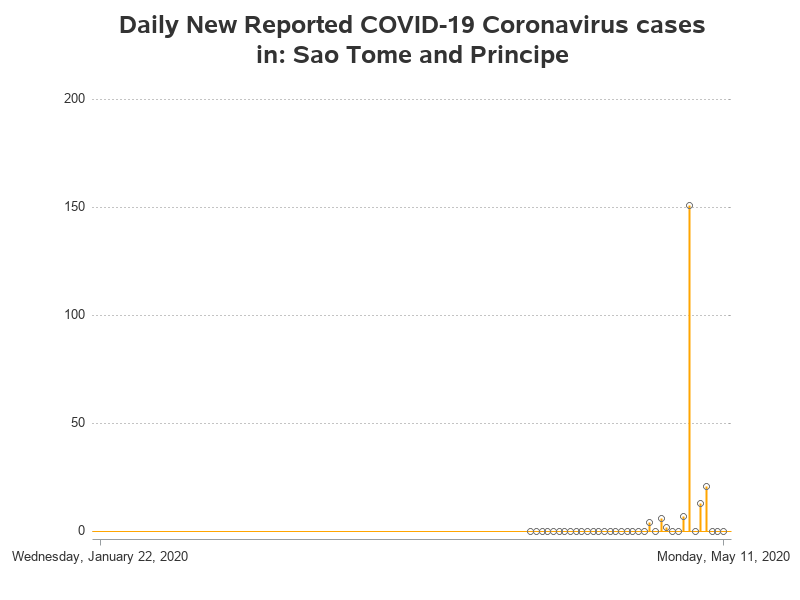 Daily New Reported COVID-19 Coronavirus cases
in: Sao Tome and Principe
200
150
100
50
0
Wednesday, January 22, 2020
Monday, May 11, 2020